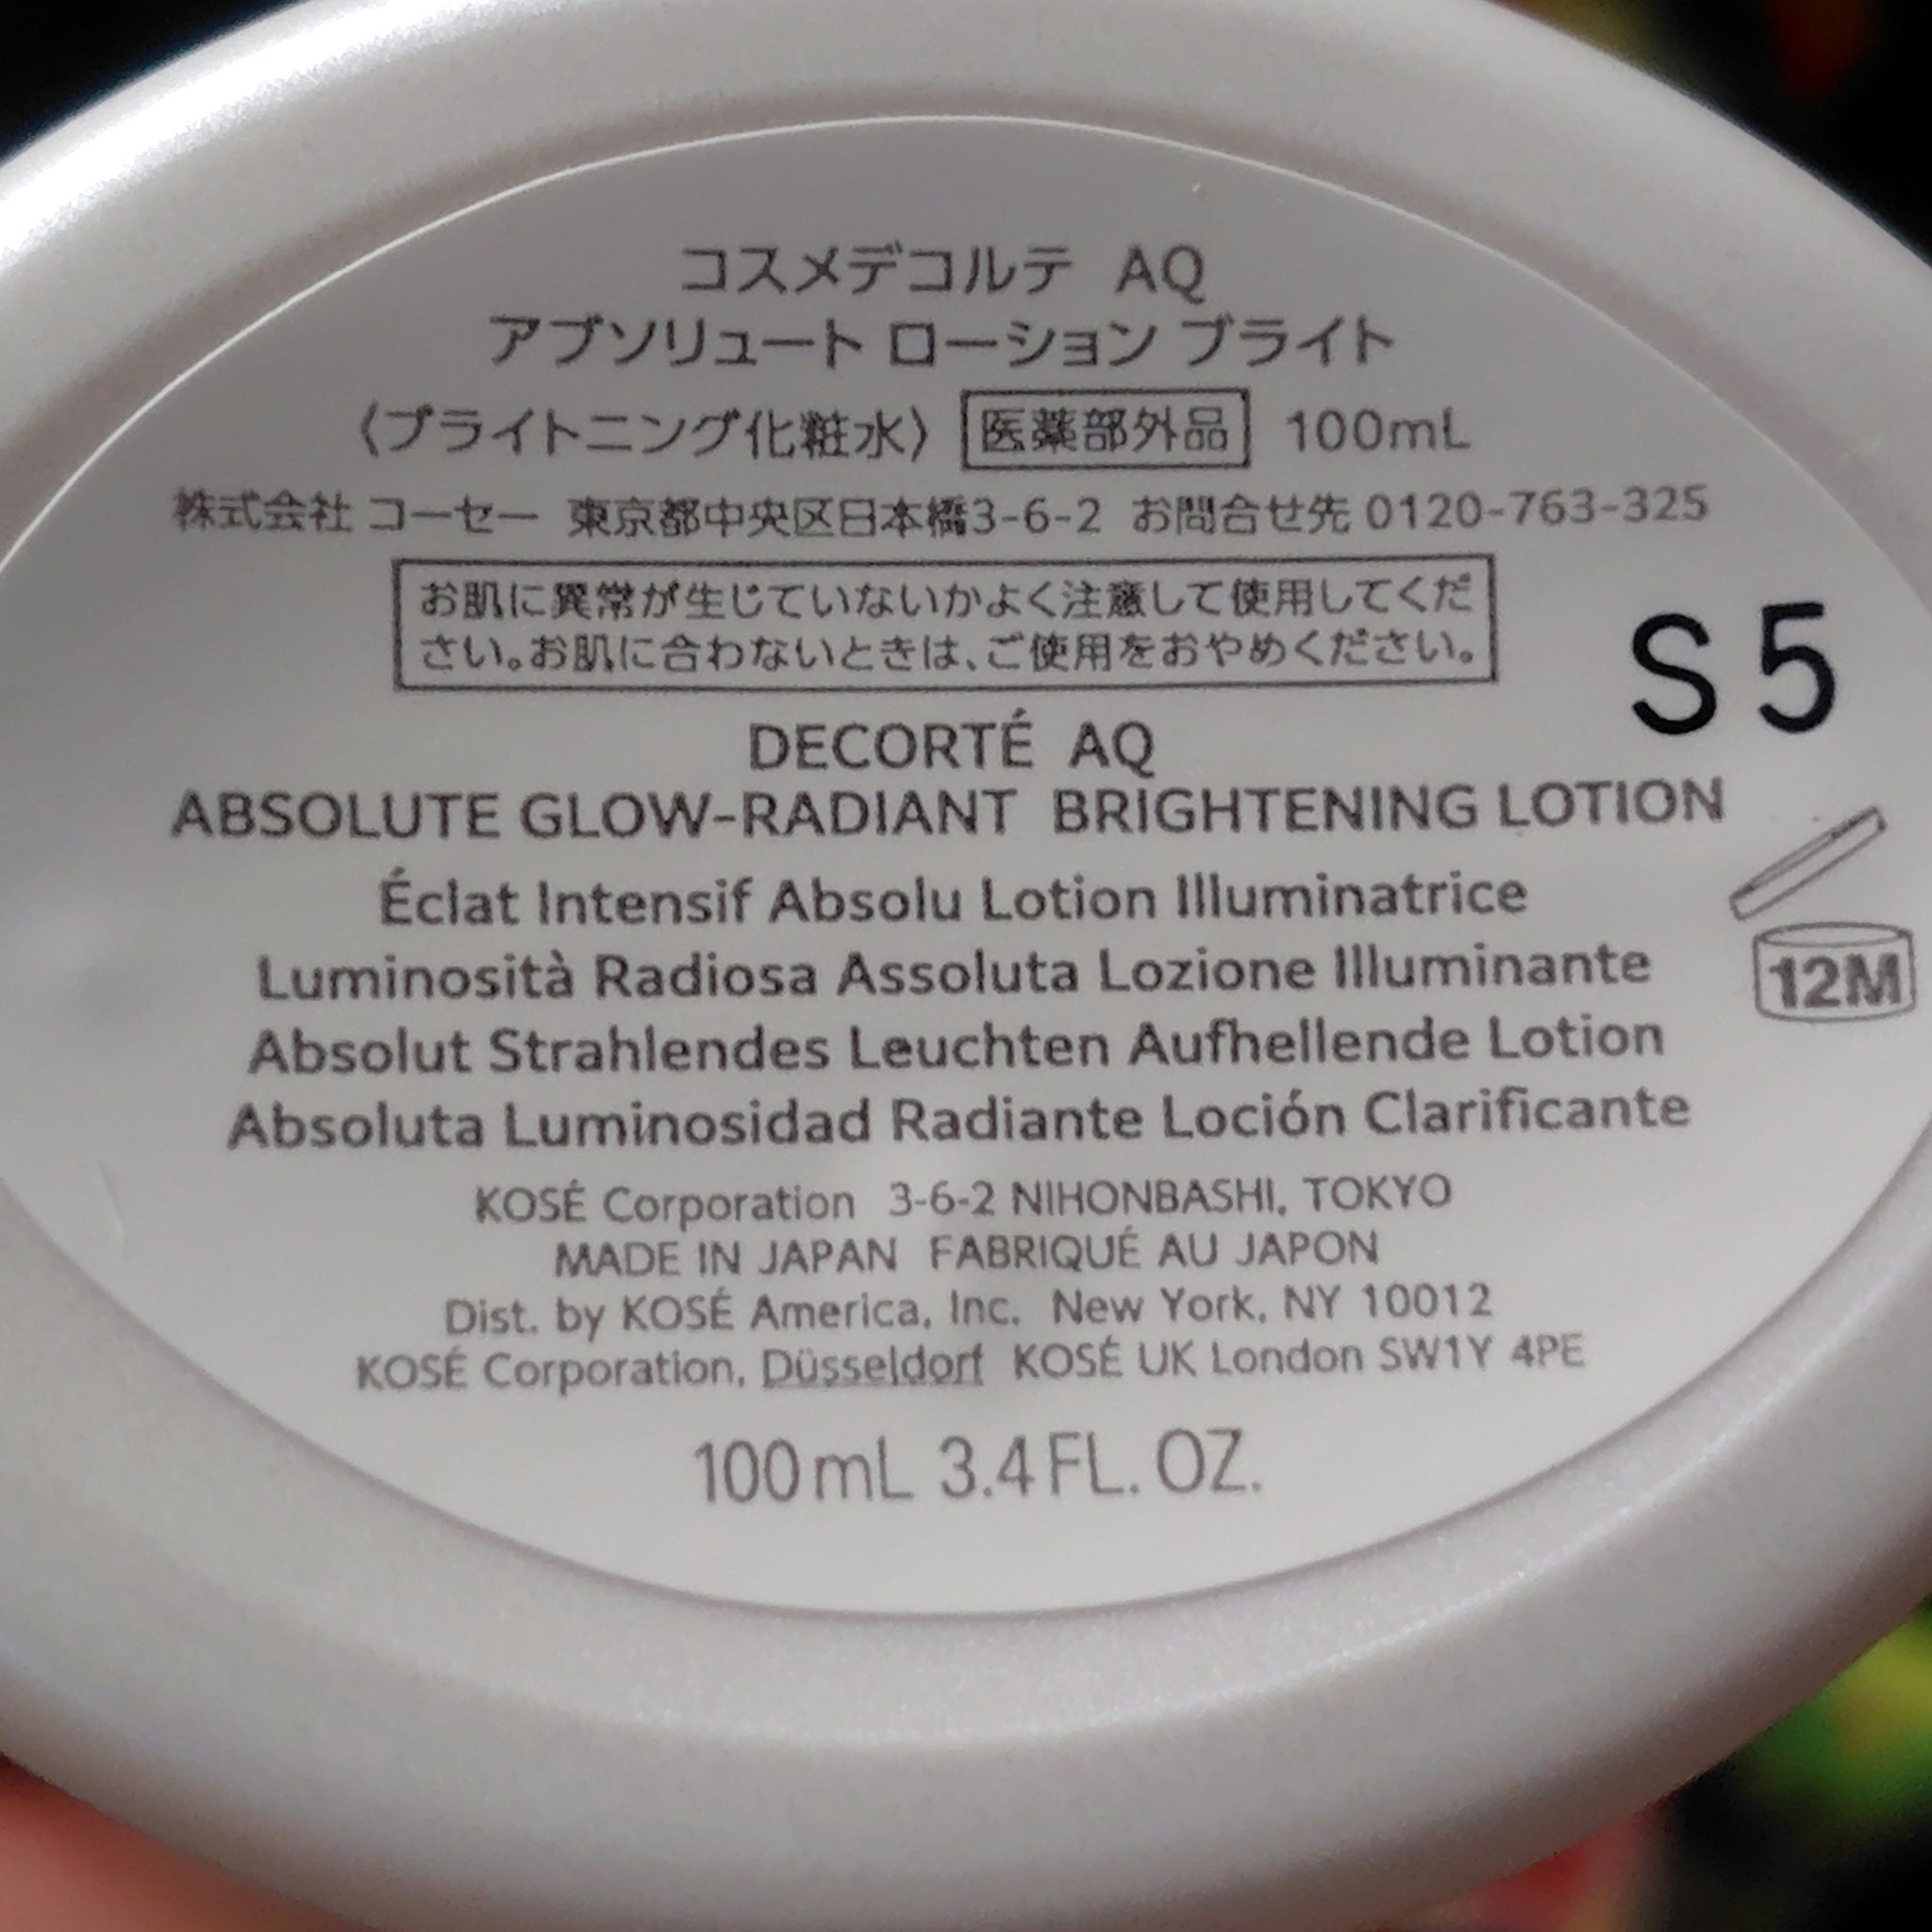 コスメデコルテ AQ
アブソリュート ローション ブライト
〈ブライトニング化粧水〉 医薬部外品 100mL
株式会社 コーセー 東京都中央区日本橋3-6-2 お問合せ先 0120-763-325
お肌に異常が生じていないかよく注意して使用してくだ
さい。お肌に合わないときは、ご使用をおやめください。
S5
DECORTÉ AQ
ABSOLUTE GLOW-RADIANT BRIGHTENING LOTION
Éclat Intensif Absolu Lotion Illuminatrice
Luminosità Radiosa Assoluta Lozione Illuminante
12M
Absolut Strahlendes Leuchten Aufhellende Lotion
Absoluta Luminosidad Radiante Loción Clarificante
KOSÉ Corporation 3-6-2 NIHONBASHI, TOKYO
MADE IN JAPAN FABRIQUÉ AU JAPON
Dist. by KOSÉ America, Inc. New York, NY 10012
KOSÉ Corporation, Düsseldorf KOSÉ UK London SW1Y 4PE
100mL 3.4FL. OZ.